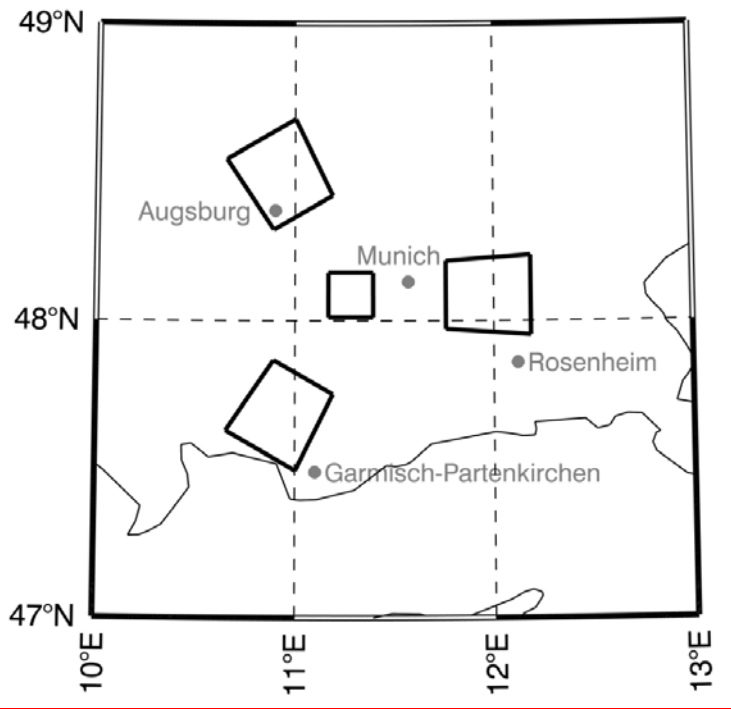 49°N
Augsburg
Munich
48°N
Rosenheim
Garmisch-Partenkirchen
47°N
10°E
11°E
12°E
13°E